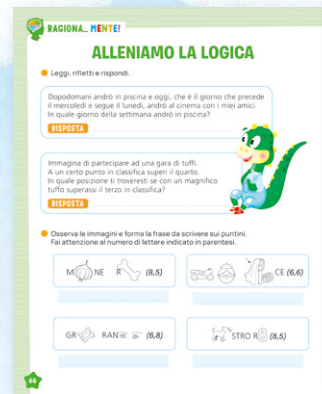 RAGIONA... MENTE!
ALLENIAMO LA LOGICA
Leggi, rifletti e rispondi.
Dopodomani andrò in piscina e oggi, che è il giorno che precede
il mercoledì e segue il lunedì, andrò al cinema con i miei amici.
In quale giorno della settimana andrò in piscina?
RISPOSTA
Immagina di partecipare ad una gara di tuffi.
A un certo punto in classifica superi il quarto.
In quale posizione ti troveresti se con un magnifico
tuffo superassi il terzo in classifica?
RISPOSTA
Osserva le immagini e forma la frase da scrivere sui puntini.
Fai attenzione al numero di lettere indicato in parentesi.
M NE R (8,5)
CE (6,6)
GR RAN (6,8)
STRO R (8,5)
66